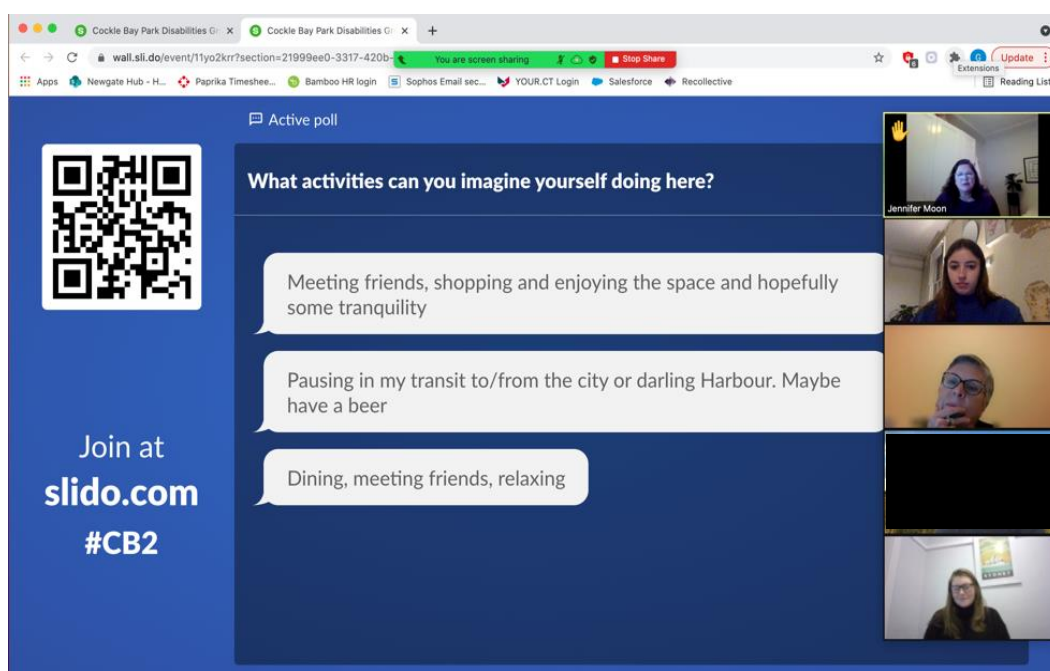 Cockle Bay Park Disabilities Gr
Cockle Bay Park Disabilities G
wall.sli.do/event/11yo2krr?section=21999ee0-3317-420b-
You are screen sharing
Stop Share
Update
Apps
Newgate Hub - H...
Paprika Timeshee...
Bamboo HR login
Sophos Email sec...
YOUR.CT Login
Salesforce
Recollective
Extensions
Reading List
Active poll
What activities can you imagine yourself doing here?
Meeting friends, shopping and enjoying the space and hopefully
some tranquility
Pausing in my transit to/from the city or darling Harbour. Maybe
have a beer
Dining, meeting friends, relaxing
Join at
slido.com
#CB2
Jennifer Moon